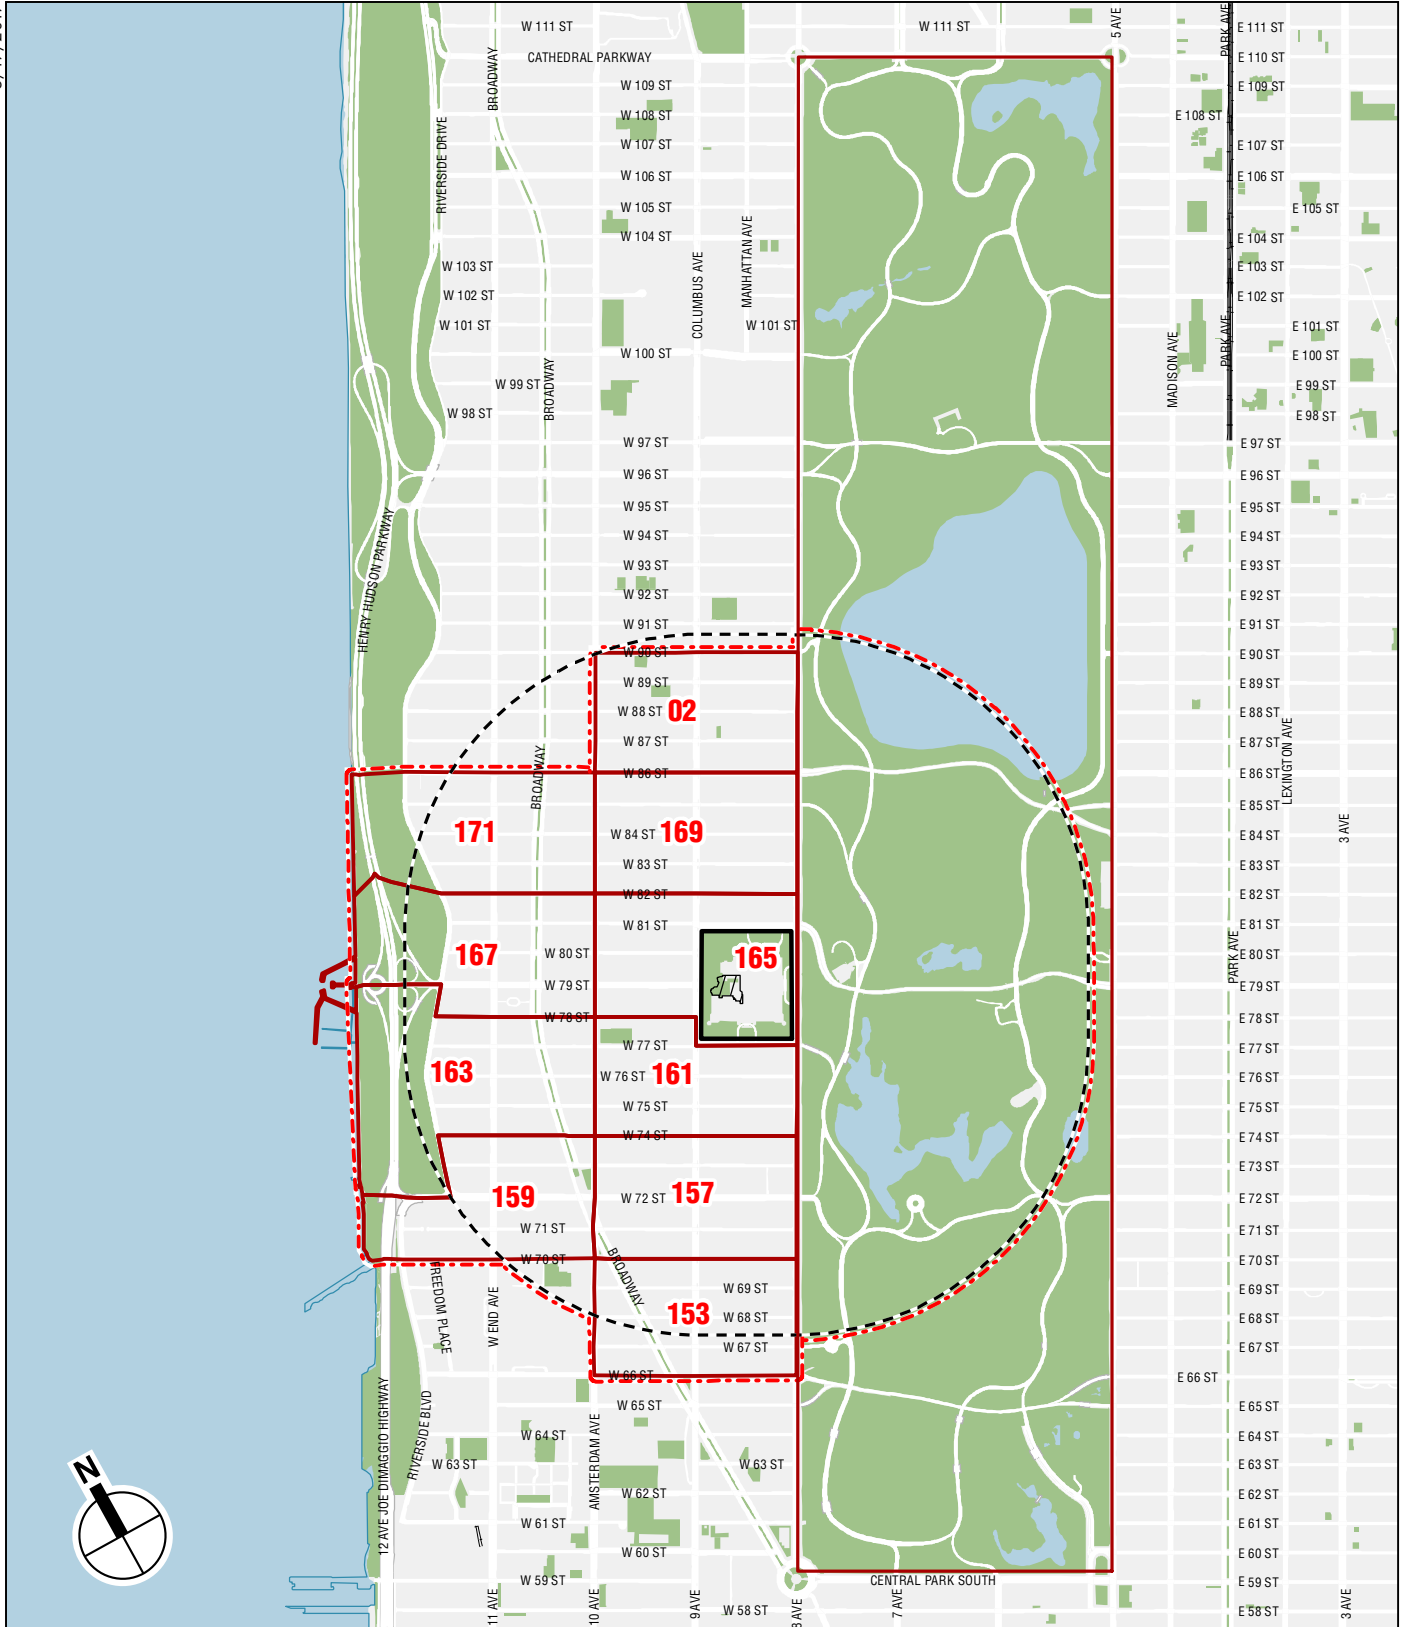 W 111 ST
W 111 ST
5 AVE
PARK AVE
E 111 ST
CATHEDRAL PARKWAY
E 110 ST
BROADWAY
W 109 ST
E 109 ST
W 108 ST
E 108 ST
RIVERSIDE DRIVE
W 107 ST
E 107 ST
W 106 ST
E 106 ST
W 105 ST
E 105 ST
W 104 ST
E 104 ST
MANHATTAN AVE
W 103 ST
E 103 ST
COLUMBUS AVE
W 102 ST
E 102 ST
W 101 ST
W 101 ST
E 101 ST
PARK AVE
W 100 ST
E 100 ST
MADISON AVE
W 99 ST
E 99 ST
BROADWAY
W 98 ST
E 98 ST
W 97 ST
E 97 ST
W 96 ST
E 96 ST
W 95 ST
E 95 ST
W 94 ST
E 94 ST
HENRY HUDSON PARKWAY
W 93 ST
E 93 ST
W 92 ST
E 92 ST
W 91 ST
E 91 ST
W 90 ST
E 90 ST
W 89 ST
E 89 ST
W 88 ST
02
E 88 ST
W 87 ST
E 87 ST
LEXINGTON AVE
W 86 ST
E 86 ST
BROADWAY
E 85 ST
171
W 84 ST
169
E 84 ST
3 AVE
W 83 ST
E 83 ST
W 82 ST
E 82 ST
W 81 ST
E 81 ST
167
W 80 ST
165
E 80 ST
PARK AVE
W 79 ST
E 79 ST
W 78 ST
E 78 ST
W 77 ST
E 77 ST
163
W 76 ST
161
E 76 ST
W 75 ST
E 75 ST
W 74 ST
E 74 ST
E 73 ST
159
W 72 ST
157
E 72 ST
W 71 ST
E 71 ST
W 70 ST
E 70 ST
BROADWAY
W 69 ST
E 69 ST
FREEDOM PLACE
W END AVE
153
W 68 ST
E 68 ST
W 67 ST
E 67 ST
W 66 ST
E 66 ST
W 65 ST
E 65 ST
12 AVE JOE DIMAGGIO HIGHWAY
RIVERSIDE BLVD
AMSTERDAM AVE
W 64 ST
E 64 ST
W 63 ST
W 63 ST
E 63 ST
N
W 62 ST
E 62 ST
W 61 ST
E 61 ST
W 60 ST
E 60 ST
W 59 ST
CENTRAL PARK SOUTH
E 59 ST
11 AVE
10 AVE
9 AVE
W 58 ST
8 AVE
7 AVE
E 58 ST
3 AVE